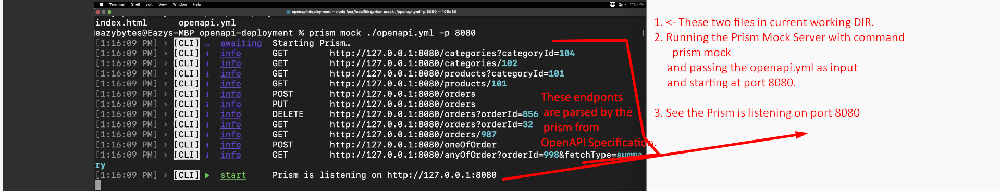 Terminal Shell Edit View Window Help 1:16 PM
openapi-deployment — node /usr/local/bin/prism mock ./openapi.yml -p 8080 — 105×30
index.html openapi.yml
eazybytes@Eazys-MBP openapi-deployment % prism mock ./openapi.yml -p 8080
[1:16:09 PM] › [CLI] … awaiting Starting Prism…
[1:16:09 PM] › [CLI] i info GET http://127.0.0.1:8080/categories?categoryId=104
[1:16:09 PM] › [CLI] i info GET http://127.0.0.1:8080/categories/102
[1:16:09 PM] › [CLI] i info GET http://127.0.0.1:8080/products?categoryId=101
[1:16:09 PM] › [CLI] i info GET http://127.0.0.1:8080/products/101
[1:16:09 PM] › [CLI] i info POST http://127.0.0.1:8080/orders
[1:16:09 PM] › [CLI] i info PUT http://127.0.0.1:8080/orders
[1:16:09 PM] › [CLI] i info DELETE http://127.0.0.1:8080/orders?orderId=856
[1:16:09 PM] › [CLI] i info GET http://127.0.0.1:8080/orders?orderId=32
[1:16:09 PM] › [CLI] i info GET http://127.0.0.1:8080/orders/987
[1:16:09 PM] › [CLI] i info POST http://127.0.0.1:8080/oneOfOrder
[1:16:09 PM] › [CLI] i info GET http://127.0.0.1:8080/anyOfOrder?orderId=998&fetchType=summa
ry
[1:16:09 PM] › [CLI] ▶ start Prism is listening on http://127.0.0.1:8080
These endponts
are parsed by the
prism from
OpenAPI Specification.
1. <- These two files in current working DIR.
2. Running the Prism Mock Server with command
prism mock
and passing the openapi.yml as input
and starting at port 8080.
3. See the Prism is listening on port 8080